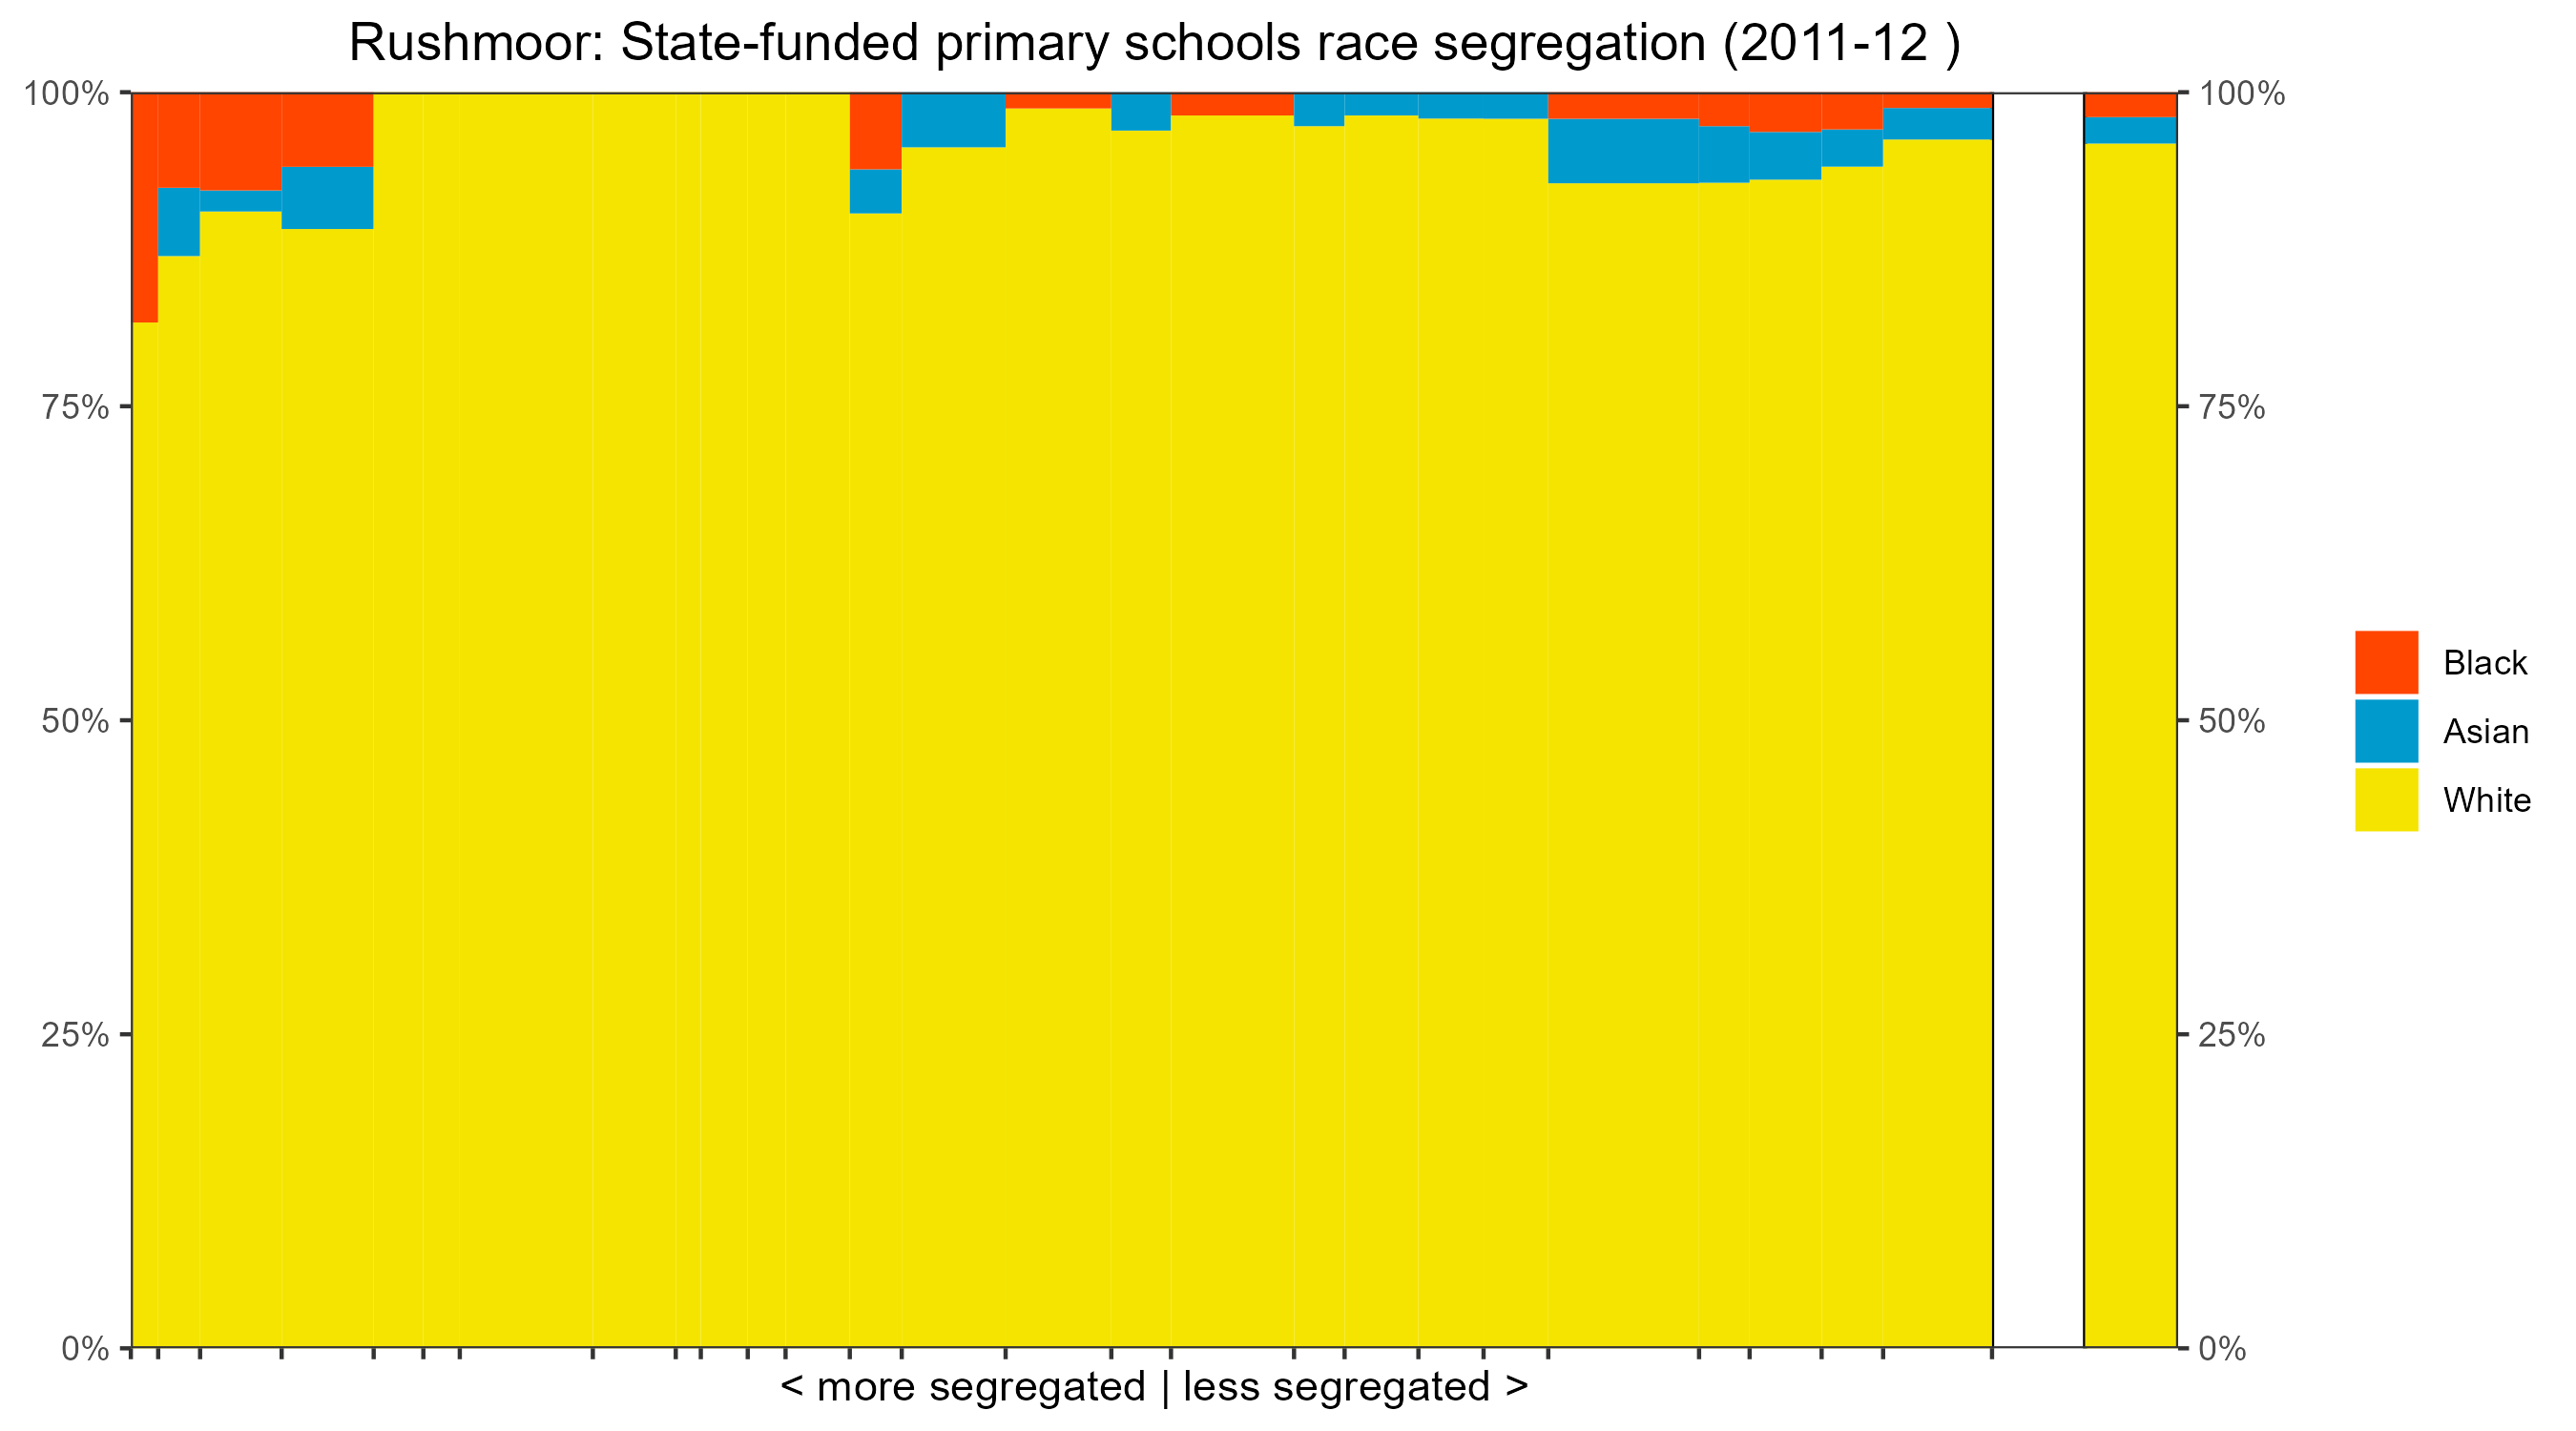 Rushmoor: State-funded primary schools race segregation (2011-12 )
100%
75%
50%
25%
0%
100%
75%
50%
25%
0%
Black
Asian
White
< more segregated | less segregated >